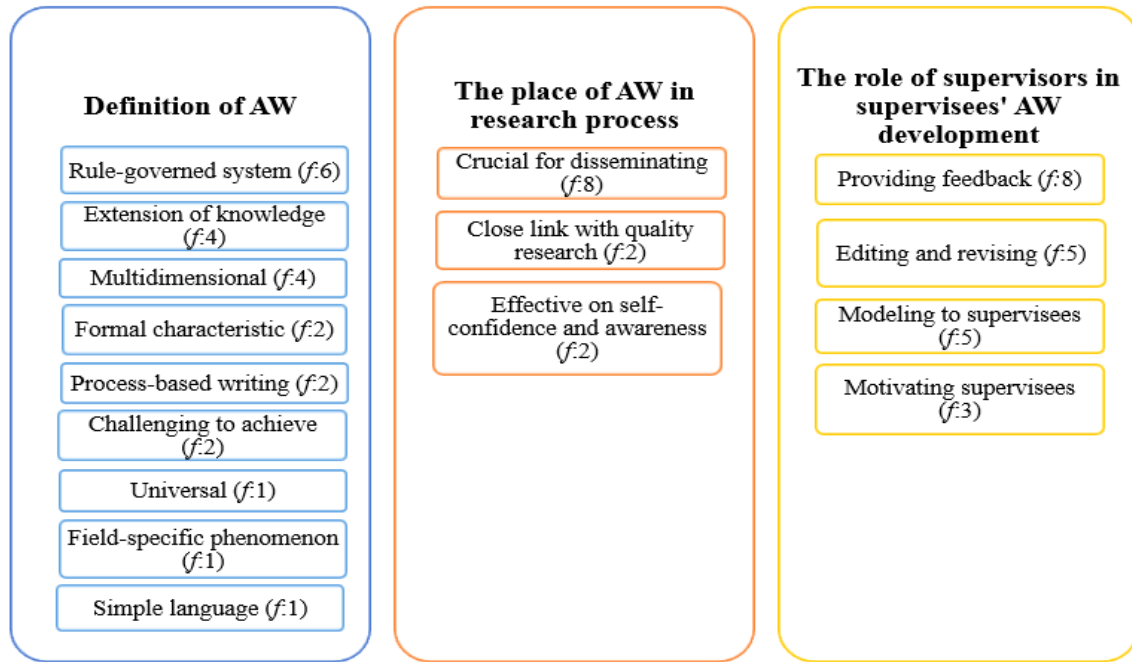 Definition of AW
Rule-governed system (f:6)
Extension of knowledge
(f:4)
Multidimensional (f:4)
Formal characteristic (f:2)
Process-based writing (f:2)
Challenging to achieve
(f:2)
Universal (f:1)
Field-specific phenomenon
(f:1)
Simple language (f:1)
The place of AW in
research process
Crucial for disseminating
(f:8)
Close link with quality
research (f:2)
Effective on self-
confidence and awareness
(f:2)
The role of supervisors in
supervisees' AW
development
Providing feedback (f:8)
Editing and revising (f:5)
Modeling to supervisees
(f:5)
Motivating supervisees
(f:3)